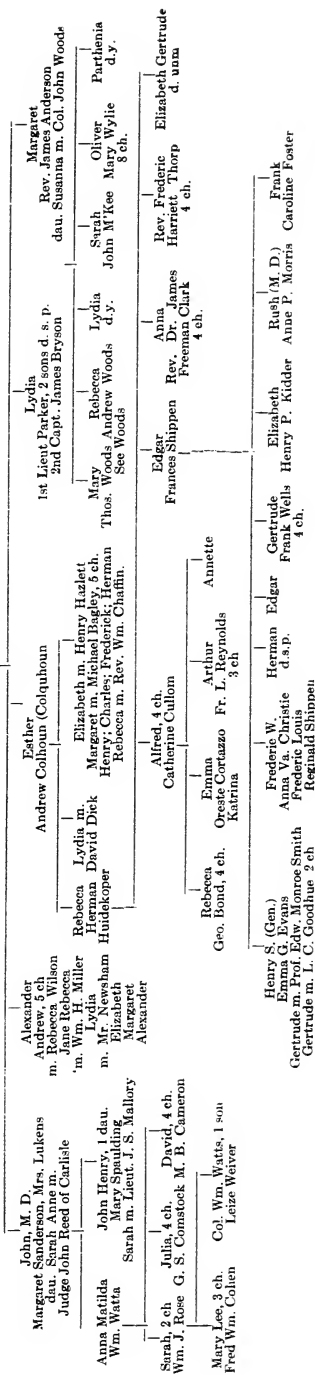 John, M. D.
Margaret Sanderson, Mrs. Lukens
dau. Sarah Anne m.
Judge John Reed of Carlisle
Alexander
Andrew, 5 ch
m. Rebecca Wilson
Jane Rebecca
'm. Wm. H. Miller
Lydia
m. Mr. Newsham
Elizabeth
Margaret
Alexander
Esther
Andrew Colhoun (Colquhoun
Lydia
1st Lieut Parker, 2 sons d. s. p.
2nd Capt. James Bryson
Margaret
Rev. James Anderson
dau. Susanna m. Col. John Woods
Anna Matilda
Wm. Watta
John Henry, 1 dau.
Mary Spaulding
Sarah m. Lieut. J. S. Mallory
Rebecca
Herman
Huidekoper
Lydia m.
David Dick
Elizabeth m. Henry Hazlett
Margaret m. Michael Bagley, 5 ch.
Henry; Charles; Frederick; Herman
Rebecca m. Rev. Wm. Chaffin.
Mary
Thos. Woods
Rebecca
Andrew Woods
See Woods
Lydia
d.y.
Sarah
John M'Kee
Oliver
Mary Wylie
8 ch.
Parthenia
d.y.
Sarah, 2 ch
Wm. J. Rose
Julia, 4 ch.
G. S. Comstock
David, 4 ch.
M. B. Cameron
Alfred, 4 ch.
Catherine Cullom
Edgar
Frances Shippen
Anna
Rev. Dr. James
Freeman Clark
4 ch.
Rev. Frederic
Harriett Thorp
4 ch.
Elizabeth Gertrude
d. unm
Mary Lee, 3 ch.
Fred Wm. Cohen
Col. Wm. Watts, 1 son
Leize Weiver
Rebecca
Geo. Bond, 4 ch.
Emma
Oreste Cortazzo
Katrina
Arthur
Fr. L. Reynolds
3 ch
Annette
Henry S. (Gen.)
Emma G. Evans
Gertrude m. Prof. Edw. Monroe Smith
Gertrude m. L. C. Goodhue 2 ch
Frederic W.
Anna Va. Christie
Frederic Louis
Reginald Shippen
Herman
d.s.p.
Edgar
Gertrude
Frank Wells
4 ch.
Elizabeth
Henry P. Kidder
Rush (M. D.)
Anne P. Morris
Frank
Caroline Foster